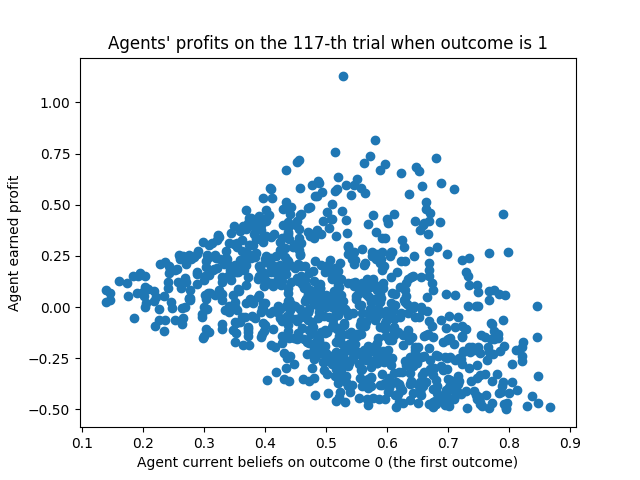 Agents' profits on the 117-th trial when outcome is 1
Agent earned profit
1.00
0.75
0.50
0.25
0.00
−0.25
−0.50
0.1 0.2 0.3 0.4 0.5 0.6 0.7 0.8 0.9
Agent current beliefs on outcome 0 (the first outcome)